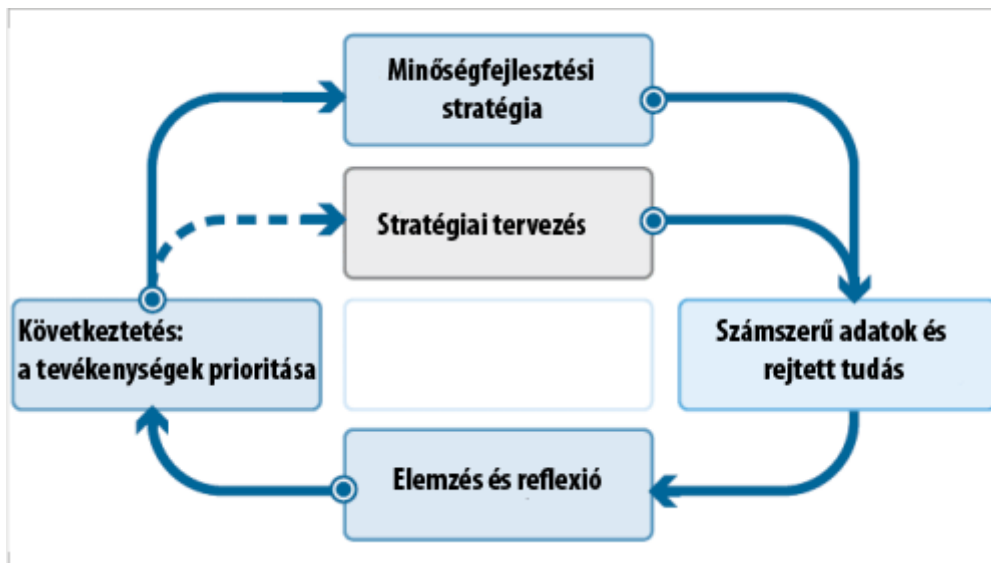 Minőségfejlesztési
stratégia
Stratégiai tervezés
Következtetés:
a tevékenységek prioritása
Számszerű adatok és
rejtett tudás
Elemzés és reflexió